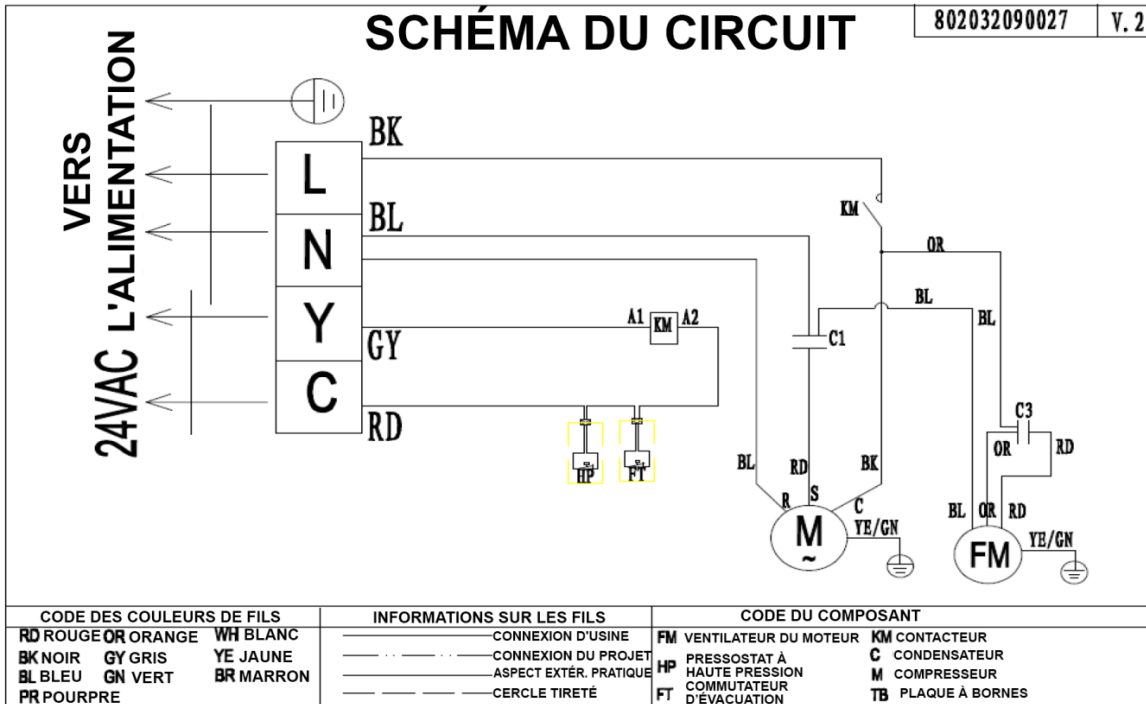 SCHÉMA DU CIRCUIT
802032090027 V. 2
VERS
L'ALIMENTATION
24VAC
L
N
Y
C
BK
BL
GY
RD
A1 KM A2
HP
FT
KM
OR
BL
BL
C1
C3
OR
RD
BL
RD
BK
R
S
C
M
~
YE/GN
BL
OR
RD
FM
YE/GN
CODE DES COULEURS DE FILS
RD ROUGE OR ORANGE WH BLANC
BK NOIR GY GRIS YE JAUNE
BL BLEU GN VERT BR MARRON
PR POURPRE
INFORMATIONS SUR LES FILS
CONNEXION D'USINE
CONNEXION DU PROJET
ASPECT EXTÉR. PRATIQUE
CERCLE TIRETÉ
CODE DU COMPOSANT
FM VENTILATEUR DU MOTEUR
HP PRESSOSTAT À
HAUTE PRESSION
FT COMMUTATEUR
D'ÉVACUATION
KM CONTACTEUR
C CONDENSATEUR
M COMPRESSEUR
TB PLAQUE À BORNES